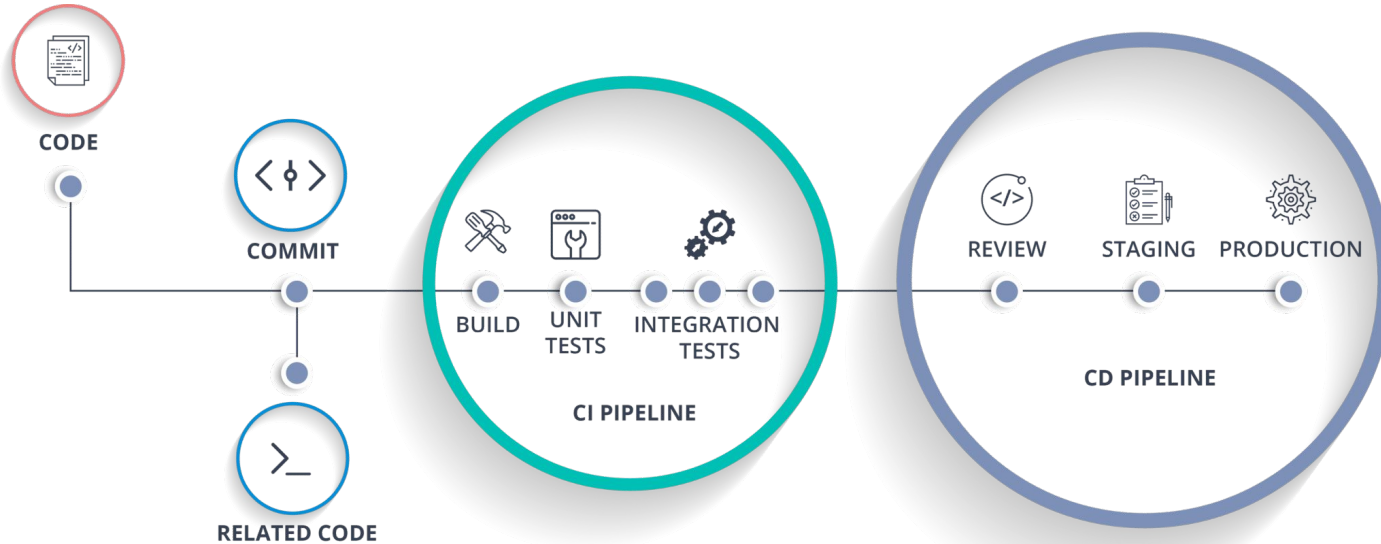 CODE
COMMIT
RELATED CODE
BUILD
UNIT
TESTS
INTEGRATION
TESTS
CI PIPELINE
REVIEW
STAGING
PRODUCTION
CD PIPELINE